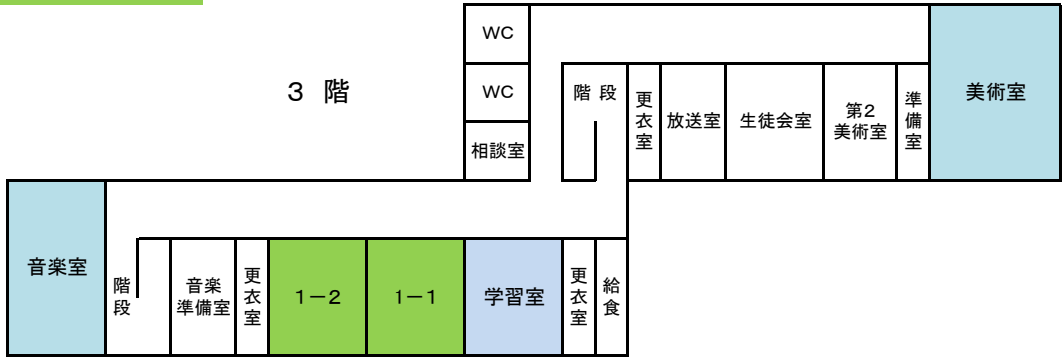 ３ 階
WC
WC
相談室
階 段
更衣室
放送室
生徒会室
第２
美術室
準備室
美術室
音楽室
階段
音楽
準備室
更衣室
１－２
１－１
学習室
更衣室
給食